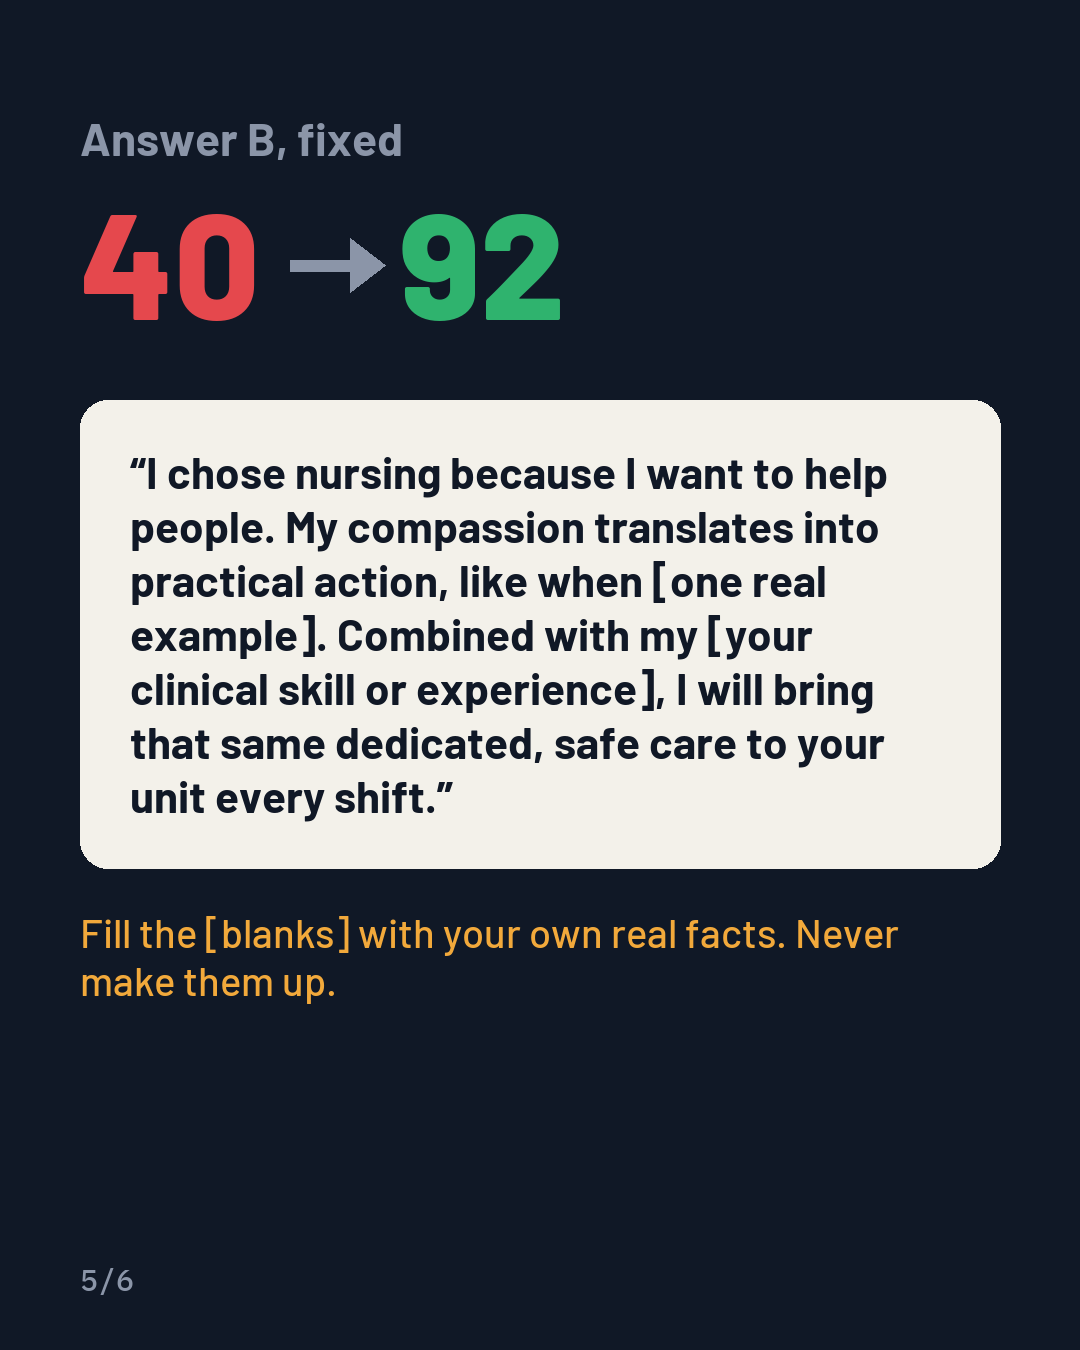 Answer B, fixed
40 → 92
“I chose nursing because I want to help
people. My compassion translates into
practical action, like when [one real
example]. Combined with my [your
clinical skill or experience], I will bring
that same dedicated, safe care to your
unit every shift.”
Fill the [blanks] with your own real facts. Never
make them up.
5/6